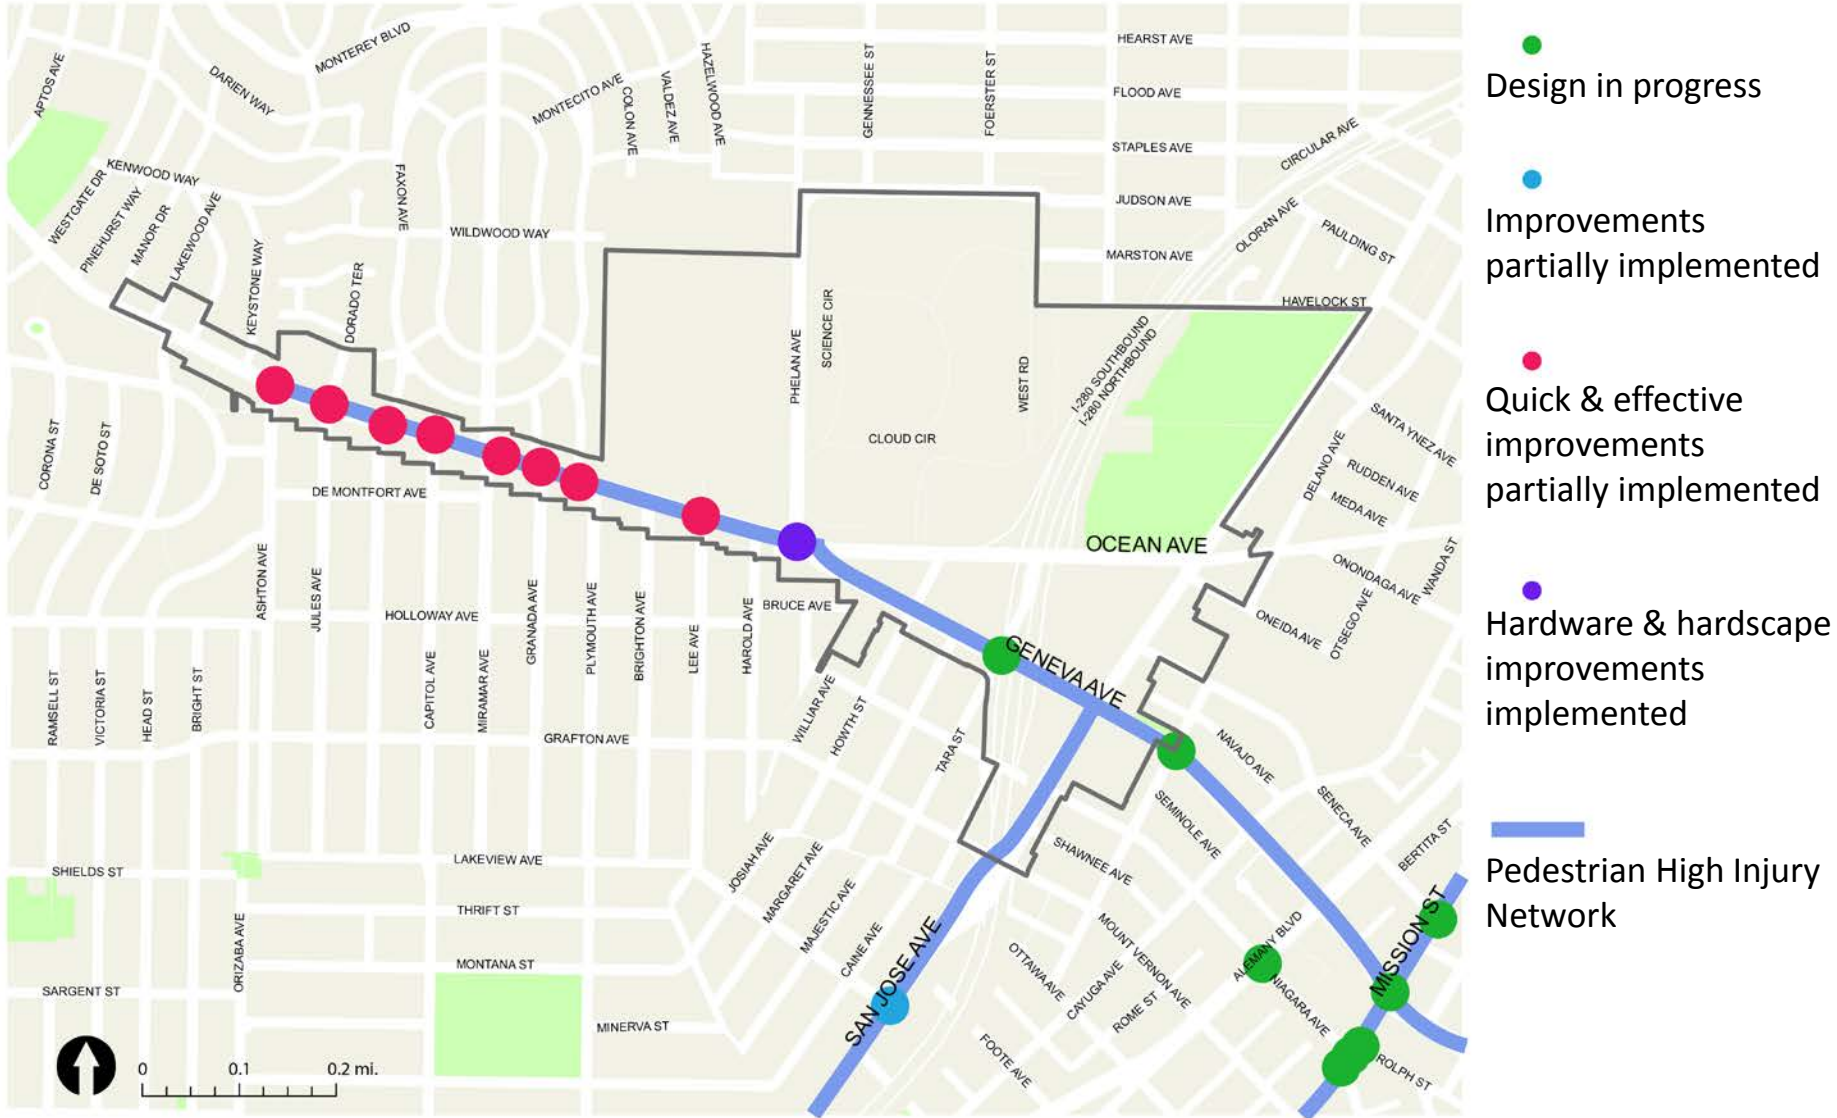 MONTEREY BLVD
HEARST AVE
APTOS AVE
DARIEN WAY
MONTECITO AVE
COLON AVE
VALDEZ AVE
HAZELWOOD AVE
GENNESSEE ST
FOERSTER ST
FLOOD AVE
STAPLES AVE
CIRCULAR AVE
KENWOOD WAY
WESTGATE DR
PINEHURST WAY
MANOR DR
LAKEWOOD AVE
FAXON AVE
JUDSON AVE
OLORAN AVE
PAULDING ST
WILDWOOD WAY
MARSTON AVE
KEYSTONE WAY
DORADO TER
HAVELOCK ST
PHELAN AVE
SCIENCE CIR
WEST RD
I-280 SOUTHBOUND
I-280 NORTHBOUND
CLOUD CIR
SANTA YNEZ AVE
DELANO AVE
RUDDEN AVE
MEDA AVE
CORONA ST
DE SOTO ST
DE MONTFORT AVE
OCEAN AVE
ONONDAGA AVE
WANDA ST
OTSEGO AVE
ONEIDA AVE
ASHTON AVE
JULES AVE
HOLLOWAY AVE
GRANADA AVE
PLYMOUTH AVE
BRIGHTON AVE
LEE AVE
HAROLD AVE
BRUCE AVE
GENEVA AVE
RAMSELL ST
VICTORIA ST
HEAD ST
BRIGHT ST
CAPITOL AVE
MIRAMAR AVE
GRAFTON AVE
WILLIAR AVE
HOWTH ST
TARA ST
NAVAJO AVE
SEMINOLE AVE
SENECA AVE
BERTITA ST
SHAWNEE AVE
SHIELDS ST
LAKEVIEW AVE
JOSIAH AVE
MARGARET AVE
MAJESTIC AVE
CAINE AVE
THRIFT ST
ORIZABA AVE
MONTANA ST
SARGENT ST
MINERVA ST
SAN JOSE AVE
OTTAWA AVE
MOUNT VERNON AVE
CAYUGA AVE
ROME ST
FOOTE AVE
ALEMANY BLVD
NIAGARA AVE
MISSION ST
ROLPH ST
0 0.1 0.2 mi.
Design in progress
Improvements
partially implemented
Quick & effective
improvements
partially implemented
Hardware & hardscape
improvements
implemented
Pedestrian High Injury
Network